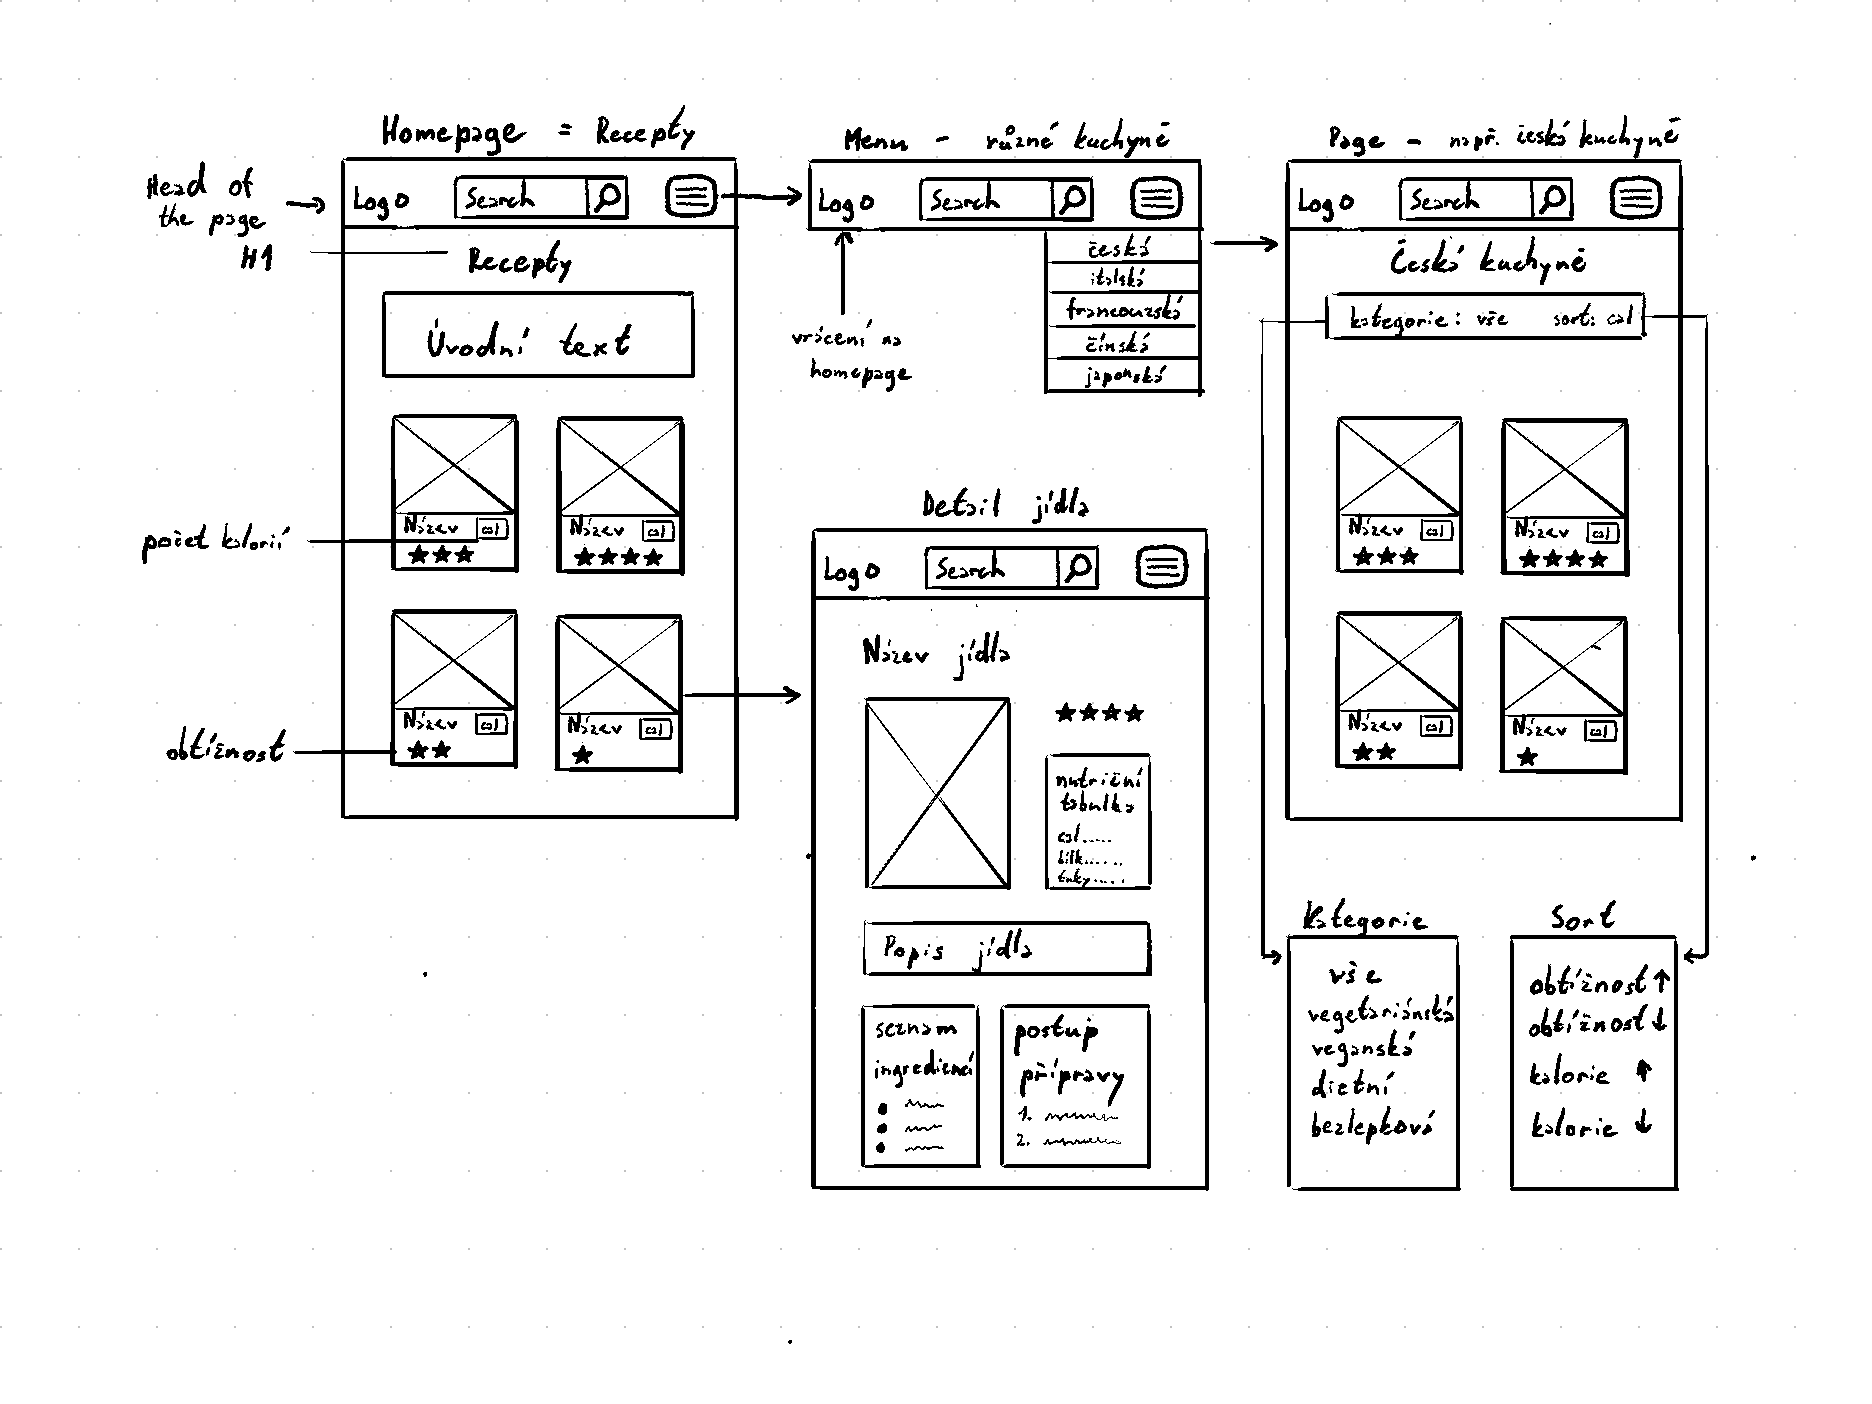 Homepage = Recepty
Head of
the page
H1
Logo
Search
Recepty
Úvodní text
Název cal
Název cal
počet kalorií
Název cal
Název cal
obtížnost
Menu - různé kuchyně
Logo
Search
česká
italská
francouzská
čínská
japonská
vrácení na
homepage
Page - např. česká kuchyně
Logo
Search
Česká kuchyně
kategorie: vše sort: cal
Název cal
Název cal
Název cal
Název cal
Detail jídla
Logo
Search
Název jídla
nutriční
tabulka
cal.....
bílk......
tuky.....
Popis jídla
seznam
ingrediencí
postup
přípravy
1.
2.
Kategorie
vše
vegetariánská
veganská
dietní
bezlepková
Sort
obtížnost ↑
obtížnost ↓
kalorie ↑
kalorie ↓